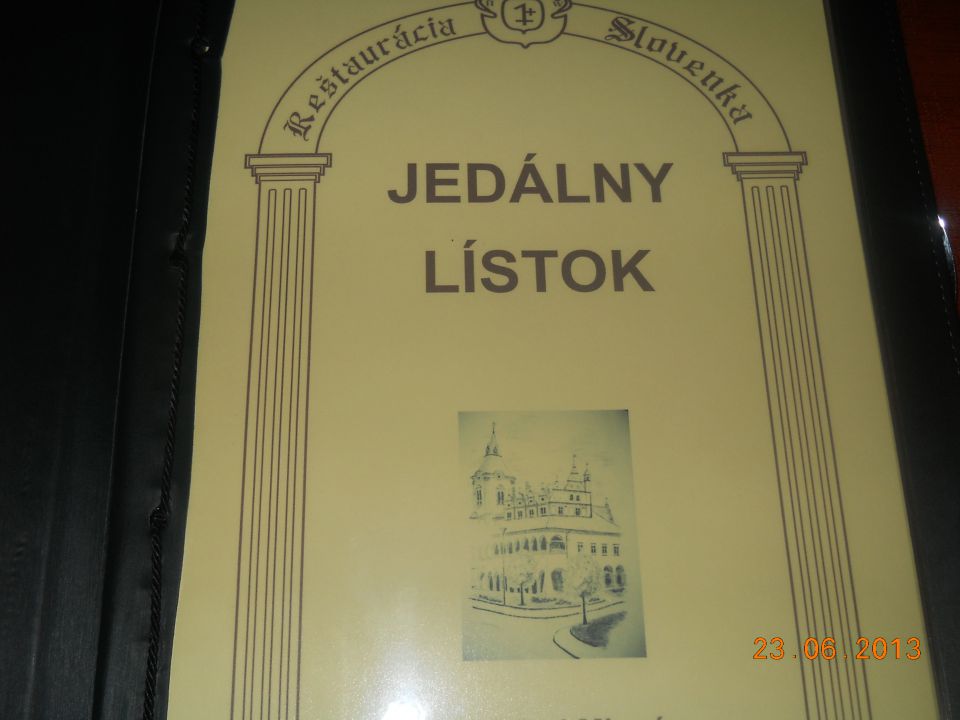 Reštaurácia Slovenka
JEDÁLNY
LÍSTOK
23.06.2013